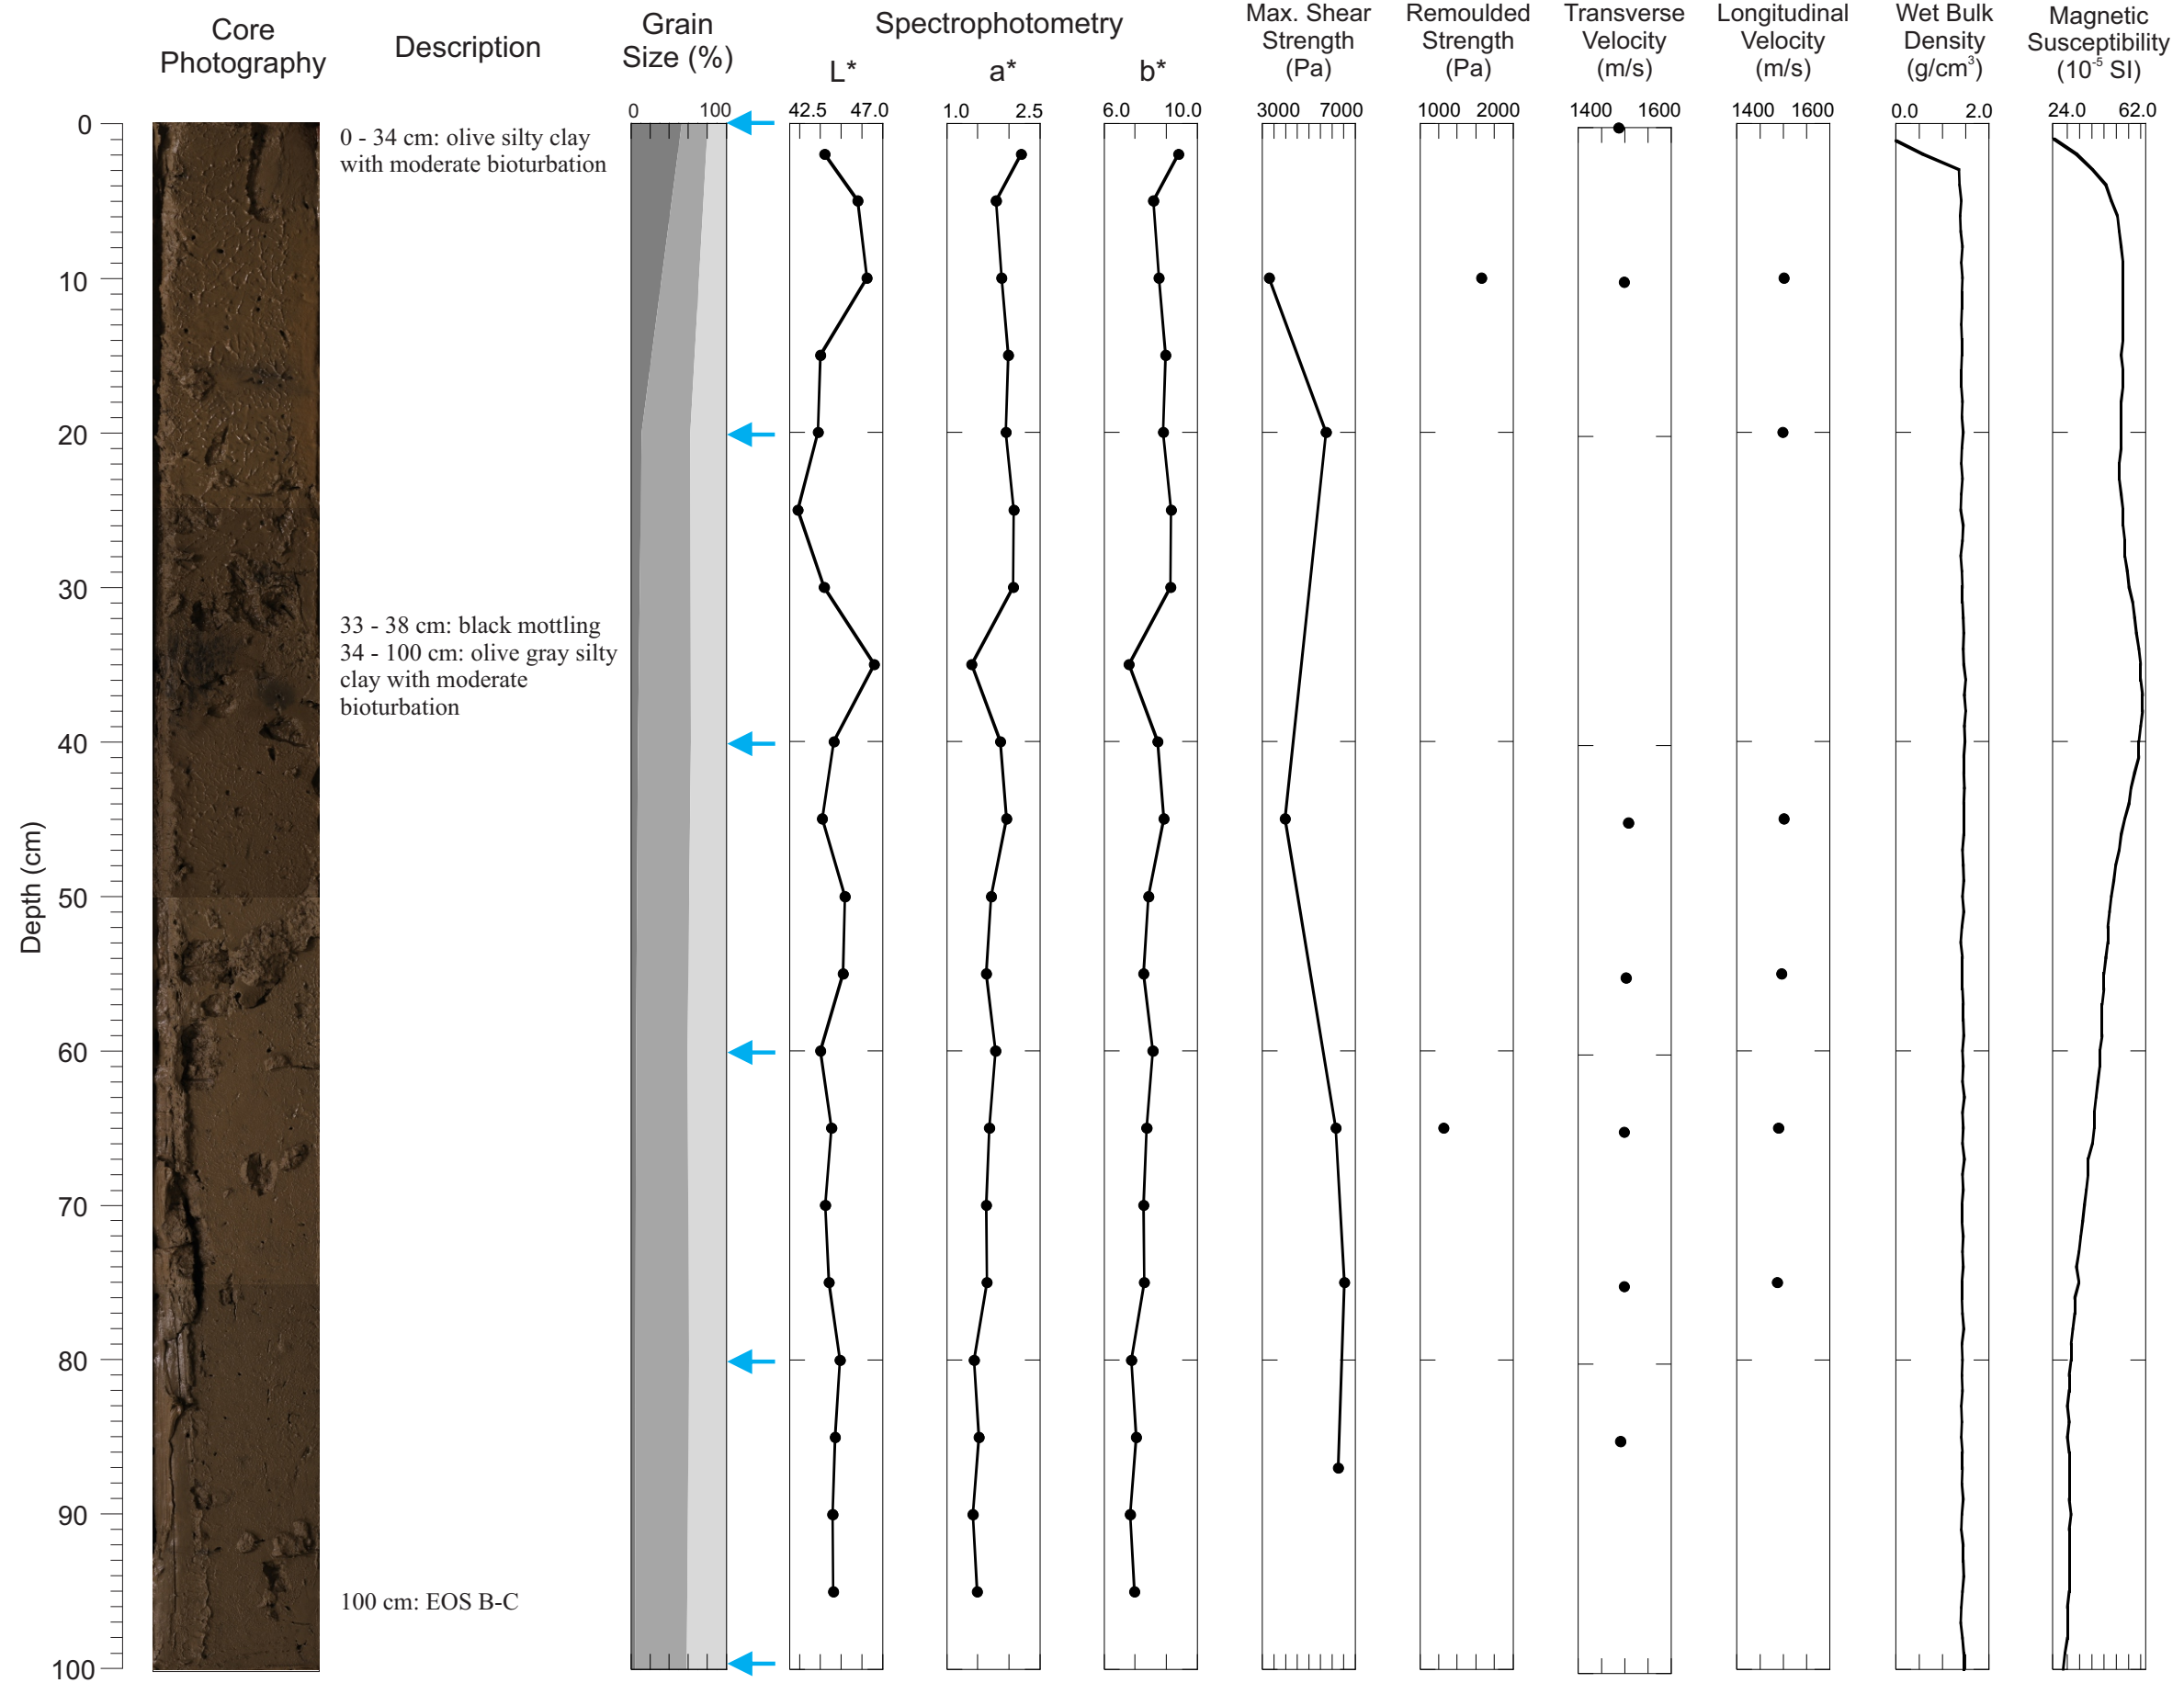 Core
Photography
Description
Grain
Size (%)
Spectrophotometry
L*
a*
b*
Max. Shear
Strength
(Pa)
Remoulded
Strength
(Pa)
Transverse
Velocity
(m/s)
Longitudinal
Velocity
(m/s)
Wet Bulk
Density
(g/cm³)
Magnetic
Susceptibility
(10⁻⁵ SI)
0 100
42.5 47.0
1.0 2.5
6.0 10.0
3000 7000
1000 2000
1400 1600
1400 1600
0.0 2.0
24.0 62.0
Depth (cm)
0
10
20
30
40
50
60
70
80
90
100
0 - 34 cm: olive silty clay
with moderate bioturbation
33 - 38 cm: black mottling
34 - 100 cm: olive gray silty
clay with moderate
bioturbation
100 cm: EOS B-C